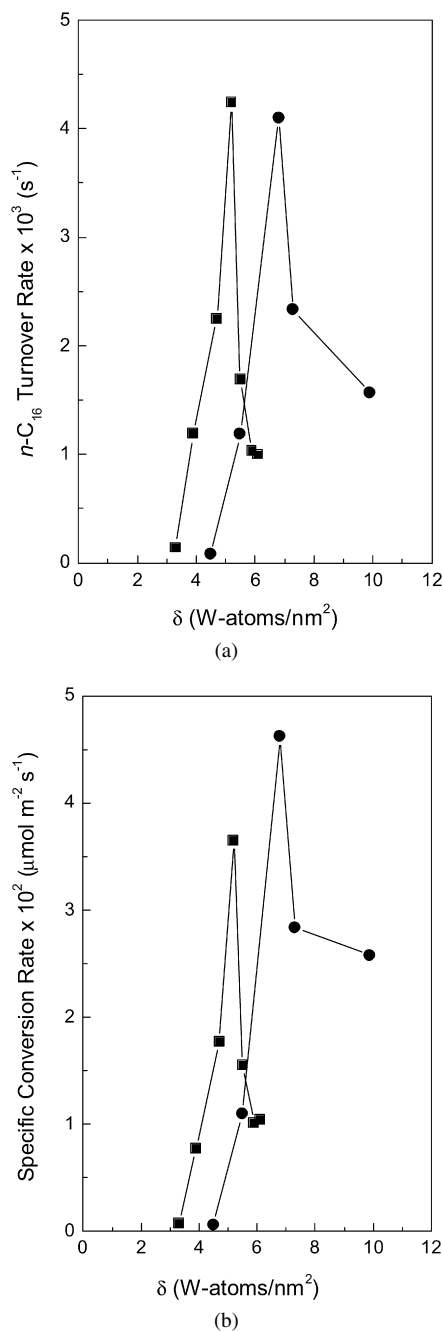 5
4
3
2
1
0
n-C₁₆ Turnover Rate x 10³ (s⁻¹)
0 2 4 6 8 10 12
δ (W-atoms/nm²)
(a)
5
4
3
2
1
0
Specific Conversion Rate x 10² (μmol m⁻² s⁻¹)
0 2 4 6 8 10 12
δ (W-atoms/nm²)
(b)